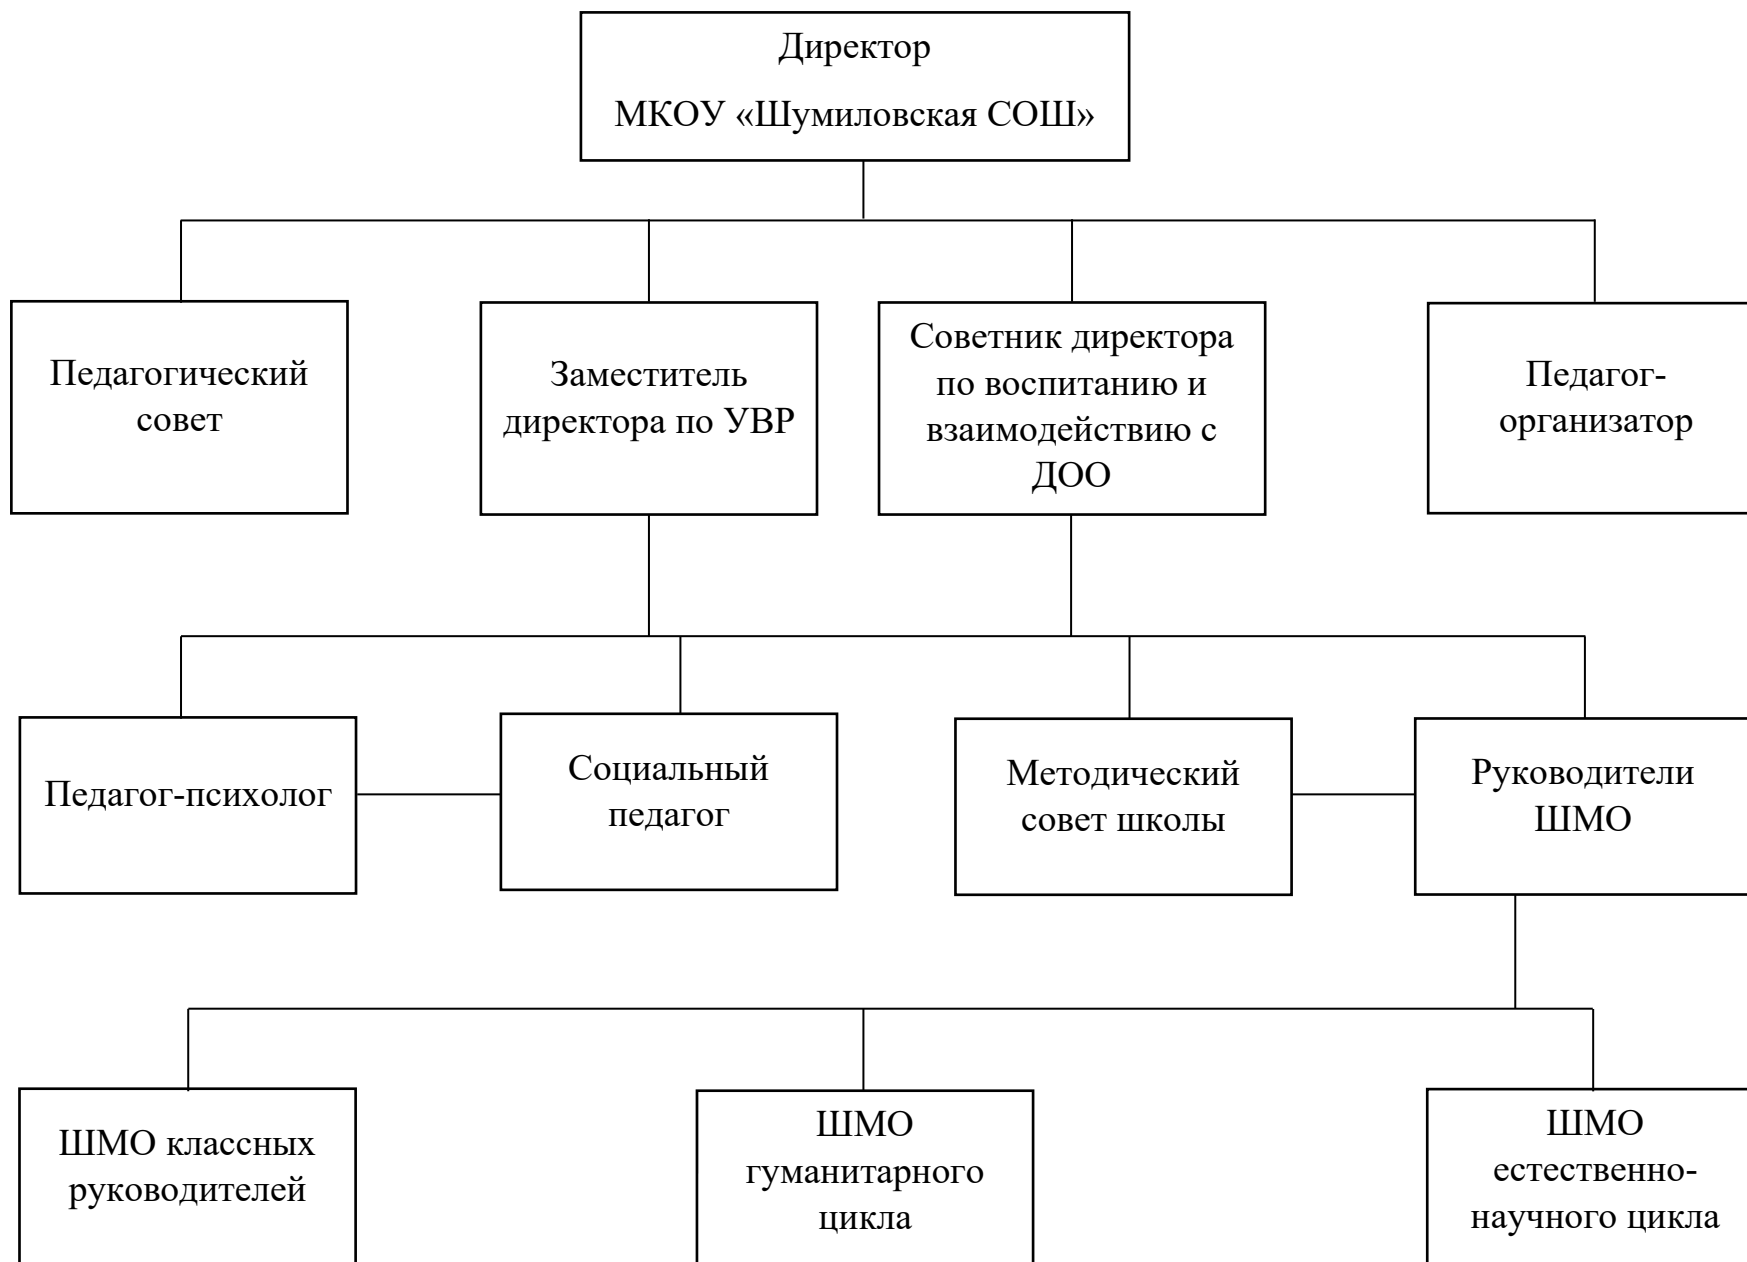 Директор
МКОУ «Шумиловская СОШ»
Педагогический
совет
Заместитель
директора по УВР
Советник директора
по воспитанию и
взаимодействию с
ДОО
Педагог-
организатор
Педагог-психолог
Социальный
педагог
Методический
совет школы
Руководители
ШМО
ШМО классных
руководителей
ШМО
гуманитарного
цикла
ШМО
естественно-
научного цикла